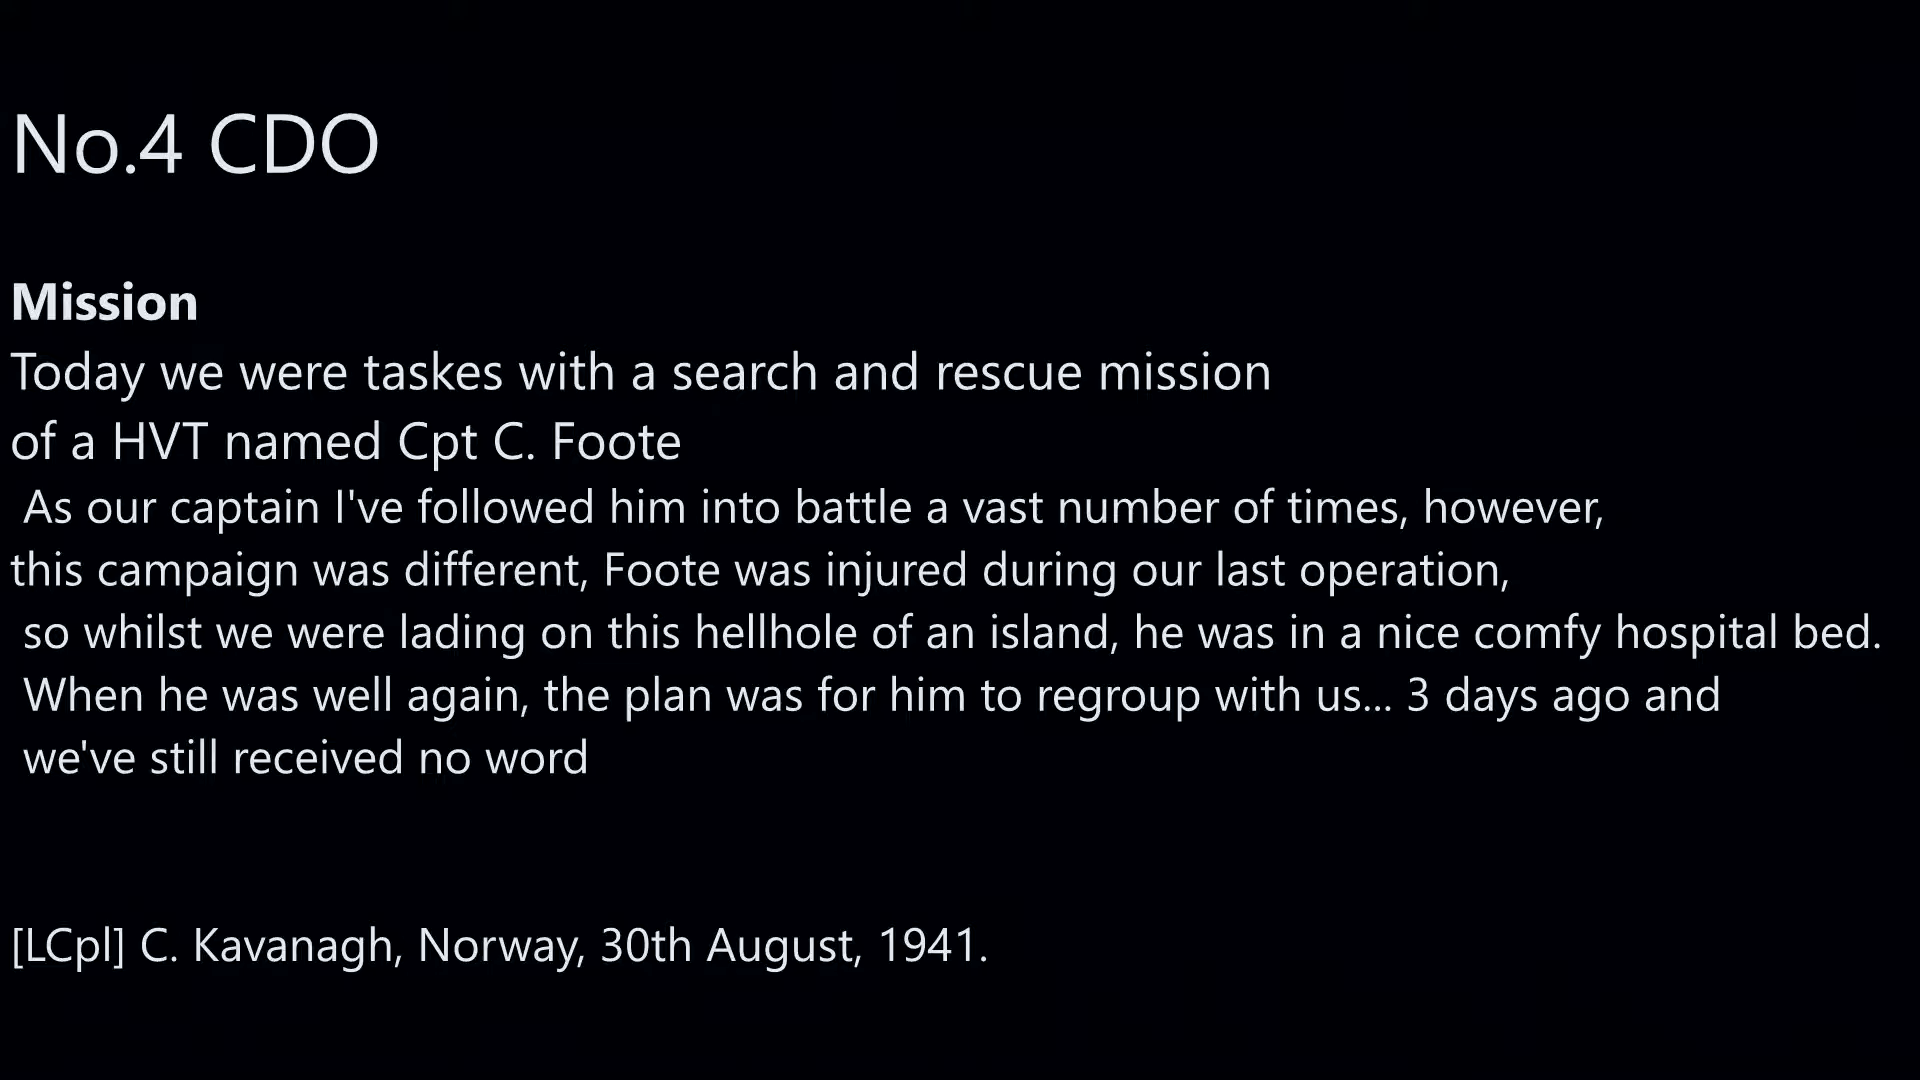 No.4 CDO
Mission
Today we were taskes with a search and rescue mission
of a HVT named Cpt C. Foote
As our captain I've followed him into battle a vast number of times, however,
this campaign was different, Foote was injured during our last operation,
so whilst we were lading on this hellhole of an island, he was in a nice comfy hospital bed.
When he was well again, the plan was for him to regroup with us... 3 days ago and
we've still received no word
[LCpl] C. Kavanagh, Norway, 30th August, 1941.